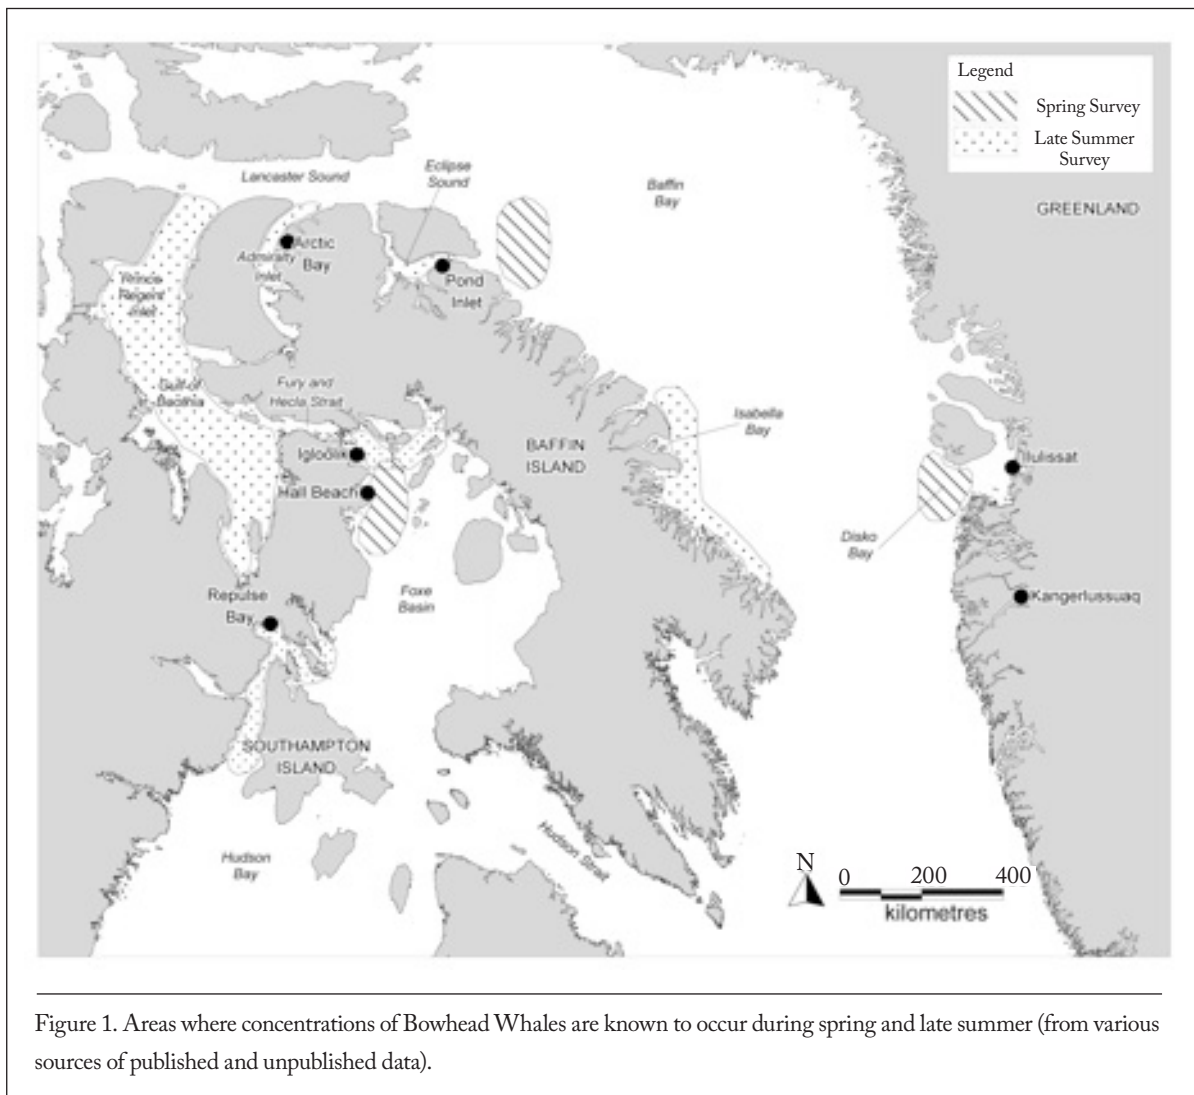 Legend
Spring Survey
Late Summer
Survey
Eclipse
Sound
Lancaster Sound
Baffin
Bay
GREENLAND
Arctic
Bay
Admiralty
Inlet
Pond
Inlet
Prince
Regent
Inlet
Gulf of
Boothia
Fury and
Hecla Strait
Isabella
Bay
BAFFIN
ISLAND
Igloolik
Ilulissat
Hall Beach
Disko
Bay
Foxe
Basin
Repulse
Bay
Kangerlussuaq
SOUTHAMPTON
ISLAND
Hudson
Bay
Hudson Strait
N
0 200 400
kilometres
Figure 1. Areas where concentrations of Bowhead Whales are known to occur during spring and late summer (from various
sources of published and unpublished data).